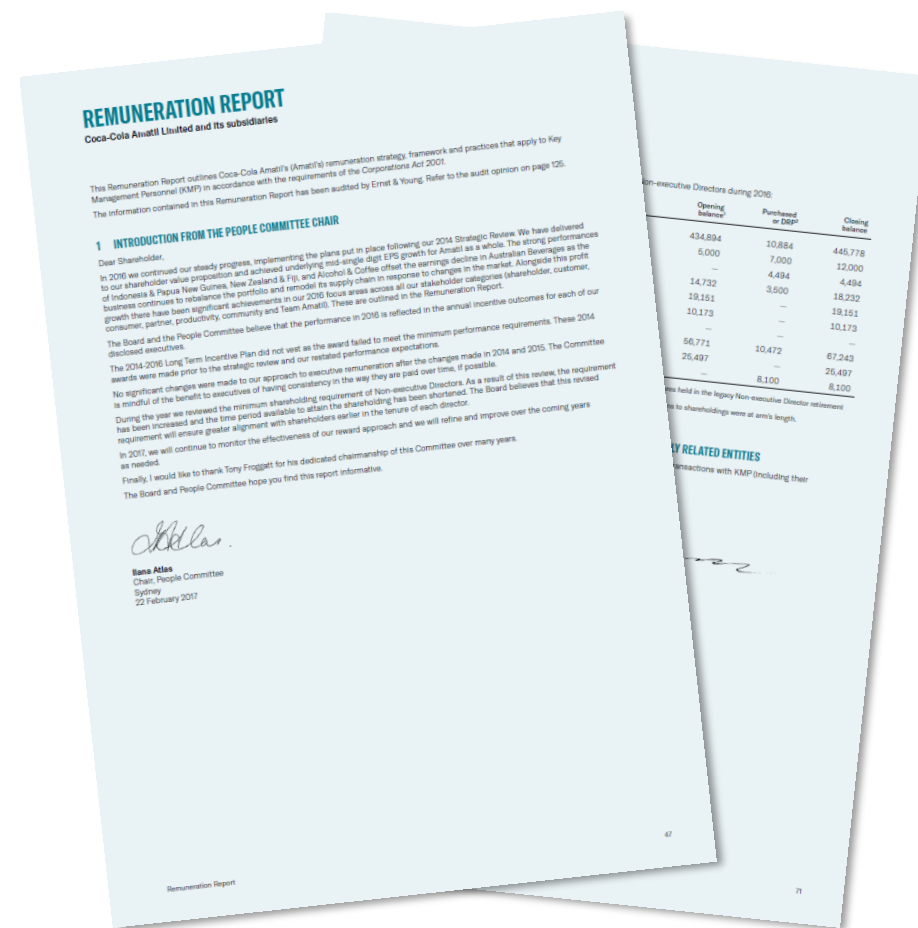 REMUNERATION REPORT
Coca-Cola Amatil Limited and its subsidiaries
This Remuneration Report outlines Coca-Cola Amatil's (Amatil's) remuneration strategy, framework and practices that apply to Key
Management Personnel (KMP) in accordance with the requirements of the Corporations Act 2001.
The information contained in this Remuneration Report has been audited by Ernst & Young. Refer to the audit opinion on page 125.
1 INTRODUCTION FROM THE PEOPLE COMMITTEE CHAIR
Dear Shareholder,
In 2016 we continued our steady progress, implementing the plans put in place following our 2014 Strategic Review. We have delivered
to our shareholder value proposition and achieved underlying mid-single digit EPS growth for Amatil as a whole. The strong performances
of Indonesia & Papua New Guinea, New Zealand & Fiji, and Alcohol & Coffee offset the earnings decline in Australian Beverages as the
business continues to rebalance the portfolio and remodel its supply chain in response to changes in the market. Alongside this profit
growth there have been significant achievements in our 2016 focus areas across all our stakeholder categories (shareholder, customer,
consumer, partner, productivity, community and Team Amatil). These are outlined in the Remuneration Report.
The Board and the People Committee believe that the performance in 2016 is reflected in the annual incentive outcomes for each of our
disclosed executives.
The 2014-2016 Long Term Incentive Plan did not vest as the award failed to meet the minimum performance requirements. These 2014
awards were made prior to the strategic review and our restated performance expectations.
No significant changes were made to our approach to executive remuneration after the changes made in 2014 and 2015. The Committee
is mindful of the benefit to executives of having consistency in the way they are paid over time, if possible.
During the year we reviewed the minimum shareholding requirement of Non-executive Directors. As a result of this review, the requirement
has been increased and the time period available to attain the shareholding has been shortened. The Board believes that this revised
requirement will ensure greater alignment with shareholders earlier in the tenure of each director.
In 2017, we will continue to monitor the effectiveness of our reward approach and we will refine and improve over the coming years
as needed.
Finally, I would like to thank Tony Froggatt for his dedicated chairmanship of this Committee over many years.
The Board and People Committee hope you find this report informative.
Ilana Atlas
Chair, People Committee
Sydney
22 February 2017
Remuneration Report
47
on-executive Directors during 2016:
Opening balance¹ Purchased or DRP² Closing balance
434,894 10,884 445,778
5,000 7,000 12,000
— 4,494 4,494
14,732 3,500 18,232
19,151 — 19,151
10,173 — 10,173
— — —
56,771 10,472 67,243
26,497 — 26,497
— 8,100 8,100
es held in the legacy Non-executive Director retirement
ns to shareholdings were at arm's length.
LY RELATED ENTITIES
ransactions with KMP (including their
71